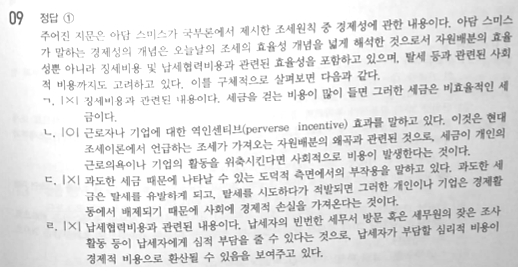 09 정답 ①
주어진 지문은 아담 스미스가 국부론에서 제시한 조세원칙 중 경제성에 관한 내용이다. 아담 스미스
가 말하는 경제성의 개념은 오늘날의 조세의 효율성 개념을 넓게 해석한 것으로서 자원배분의 효율
성뿐 아니라 징세비용 및 납세협력비용과 관련된 효율성을 포함하고 있으며, 탈세 등과 관련된 사회
적 비용까지도 고려하고 있다. 이를 구체적으로 살펴보면 다음과 같다.
ㄱ. |X| 징세비용과 관련된 내용이다. 세금을 걷는 비용이 많이 들면 그러한 세금은 비효율적인 세
금이다.
ㄴ. |O| 근로자나 기업에 대한 역인센티브(perverse incentive) 효과를 말하고 있다. 이것은 현대
조세이론에서 언급하는 조세가 가져오는 자원배분의 왜곡과 관련된 것으로, 세금이 개인의
근로의욕이나 기업의 활동을 위축시킨다면 사회적으로 비용이 발생한다는 것이다.
ㄷ. |X| 과도한 세금 때문에 나타날 수 있는 도덕적 측면에서의 부작용을 말하고 있다. 과도한 세
금은 탈세를 유발하게 되고, 탈세를 시도하다가 적발되면 그러한 개인이나 기업은 경제활
동에서 배제되기 때문에 사회에 경제적 손실을 가져온다는 것이다.
ㄹ. |X| 납세협력비용과 관련된 내용이다. 납세자의 빈번한 세무서 방문 혹은 세무원의 잦은 조사
활동 등이 납세자에게 심적 부담을 줄 수 있다는 것으로, 납세자가 부담할 심리적 비용이
경제적 비용으로 환산될 수 있음을 보여주고 있다.